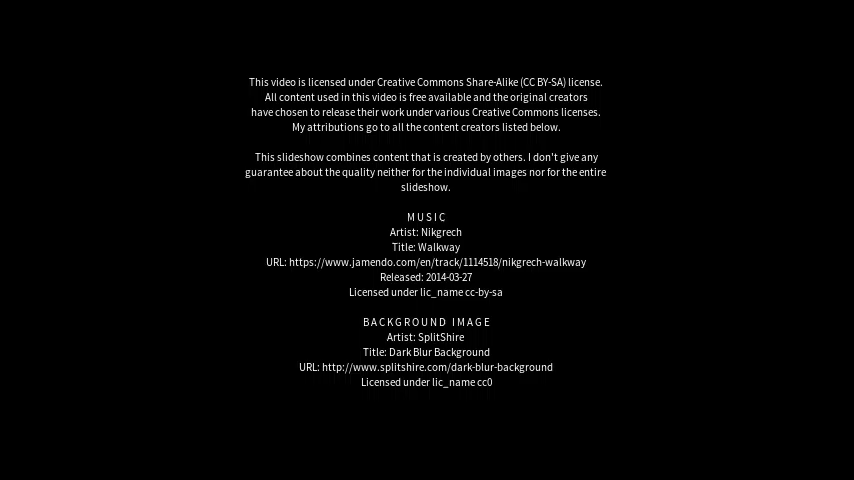 This video is licensed under Creative Commons Share-Alike (CC BY-SA) license.
All content used in this video is free available and the original creators
have chosen to release their work under various Creative Commons licenses.
My attributions go to all the content creators listed below.
This slideshow combines content that is created by others. I don't give any
guarantee about the quality neither for the individual images nor for the entire
slideshow.
MUSIC
Artist: Nikgrech
Title: Walkway
URL: https://www.jamendo.com/en/track/1114518/nikgrech-walkway
Released: 2014-03-27
Licensed under lic_name cc-by-sa
BACKGROUND IMAGE
Artist: SplitShire
Title: Dark Blur Background
URL: http://www.splitshire.com/dark-blur-background
Licensed under lic_name cc0